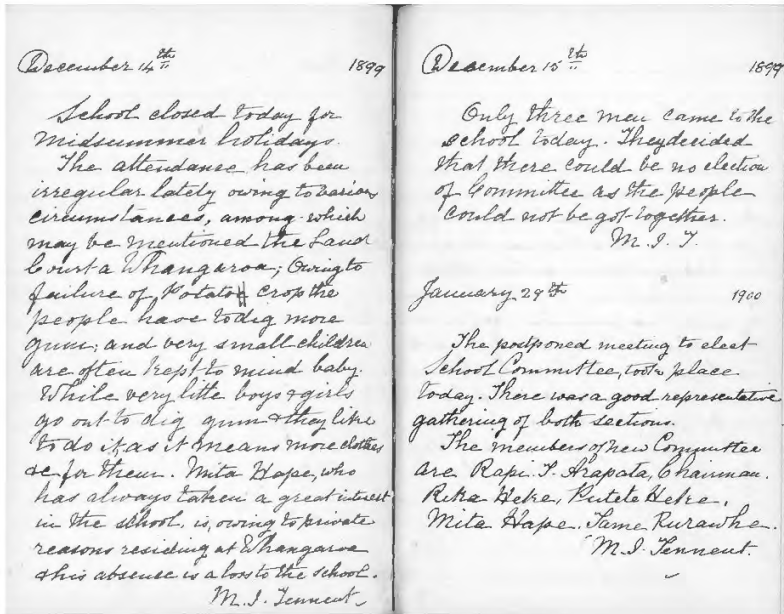 December 14th 1899
School closed today for
Midsummer holidays.
The attendance has been
irregular lately owing to various
circumstances, among which
may be mentioned the Land
Court a Whangaroa; Owing to
failure of Potato crop the
people have to dig more
gum; and very small children
are often kept to mind baby.
While very little boys & girls
go out to dig gum & they like
to do it, as it means more clothes
&c for them. Mita Hape, who
has always taken a great interest
in the school, is, owing to private
reasons residing at Whangaroa
& his absence is a loss to the school.
M. I. Tennent
December 15th 1899
Only three men came to the
school today. They decided
that there could be no election
of Committee as the people
could not be got together.
M. I. T.
January 29th 1900
The postponed meeting to elect
School Committee, took place
today. There was a good representative
gathering of both sections.
The members of new Committee
are Rapi. T. Arapata, Chairman.
Reka Heke, Putete Heke,
Mita Hape. Tame Rurawhe.
M. I. Tennent.